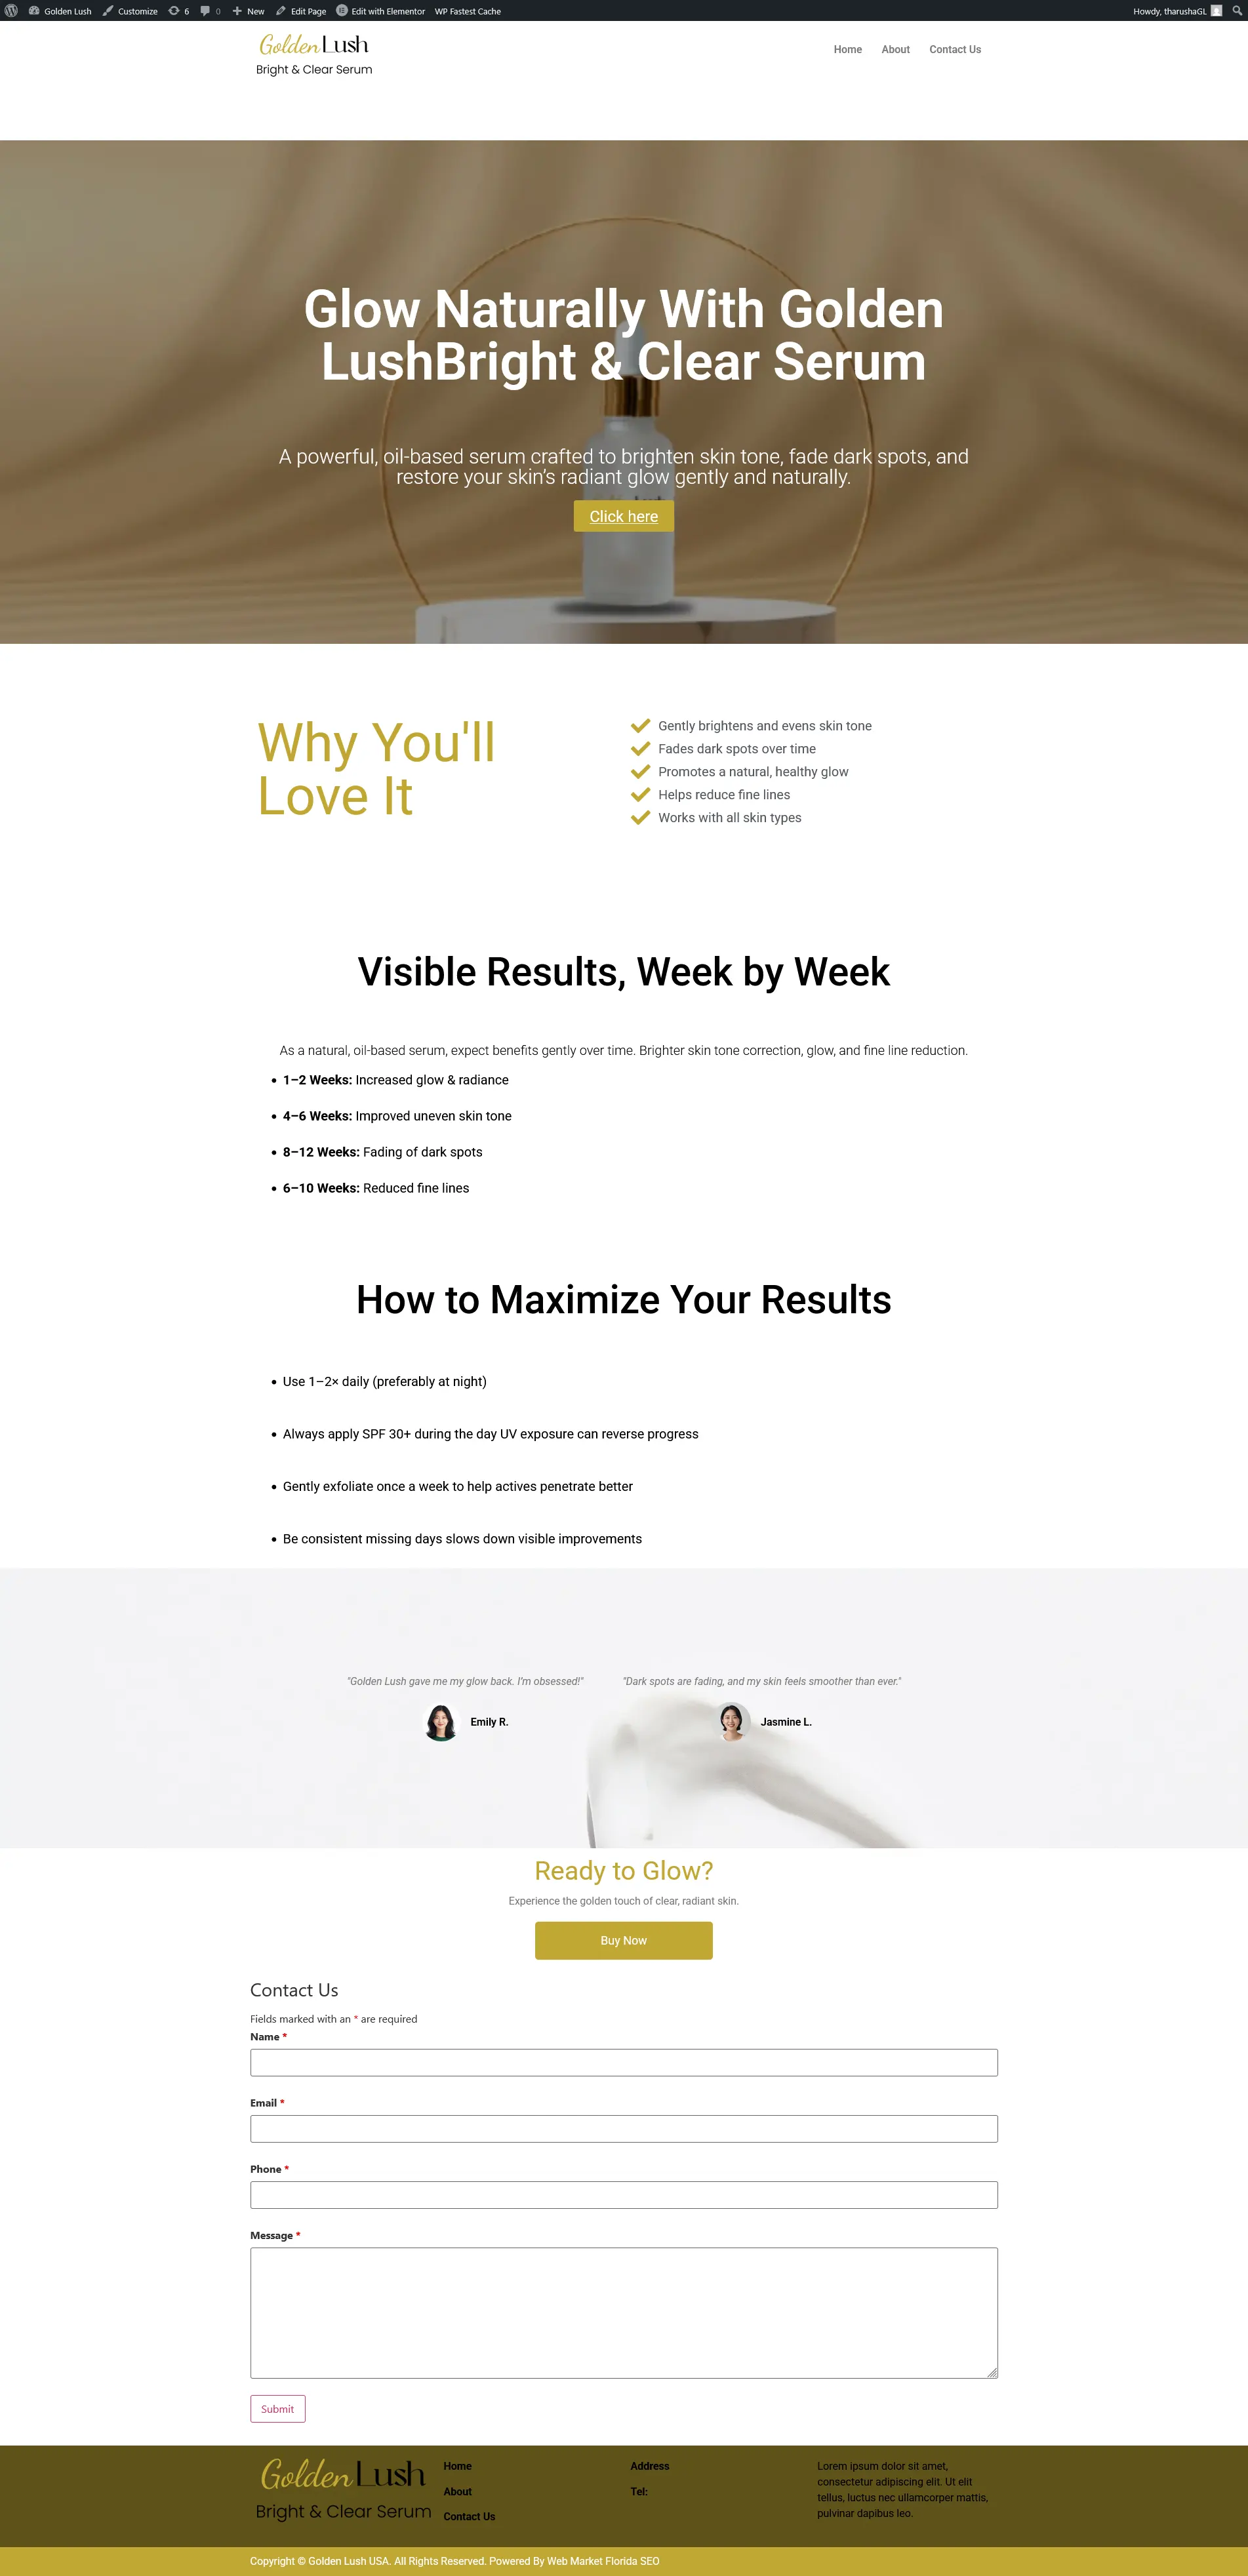 Golden Lush
Customize
6
0
New
Edit Page
Edit with Elementor
WP Fastest Cache
Howdy, tharushaGL
Golden Lush
Bright & Clear Serum
Home
About
Contact Us
Glow Naturally With Golden
LushBright & Clear Serum
A powerful, oil-based serum crafted to brighten skin tone, fade dark spots, and
restore your skin’s radiant glow gently and naturally.
Click here
Why You'll
Love It
Gently brightens and evens skin tone
Fades dark spots over time
Promotes a natural, healthy glow
Helps reduce fine lines
Works with all skin types
Visible Results, Week by Week
As a natural, oil-based serum, expect benefits gently over time. Brighter skin tone correction, glow, and fine line reduction.
• 1–2 Weeks: Increased glow & radiance
• 4–6 Weeks: Improved uneven skin tone
• 8–12 Weeks: Fading of dark spots
• 6–10 Weeks: Reduced fine lines
How to Maximize Your Results
• Use 1–2× daily (preferably at night)
• Always apply SPF 30+ during the day UV exposure can reverse progress
• Gently exfoliate once a week to help actives penetrate better
• Be consistent missing days slows down visible improvements
"Golden Lush gave me my glow back. I’m obsessed!"
Emily R.
"Dark spots are fading, and my skin feels smoother than ever."
Jasmine L.
Ready to Glow?
Experience the golden touch of clear, radiant skin.
Buy Now
Contact Us
Fields marked with an * are required
Name *
Email *
Phone *
Message *
Submit
Golden Lush
Bright & Clear Serum
Home
About
Contact Us
Address
Tel:
Lorem ipsum dolor sit amet,
consectetur adipiscing elit. Ut elit
tellus, luctus nec ullamcorper mattis,
pulvinar dapibus leo.
Copyright © Golden Lush USA. All Rights Reserved. Powered By Web Market Florida SEO